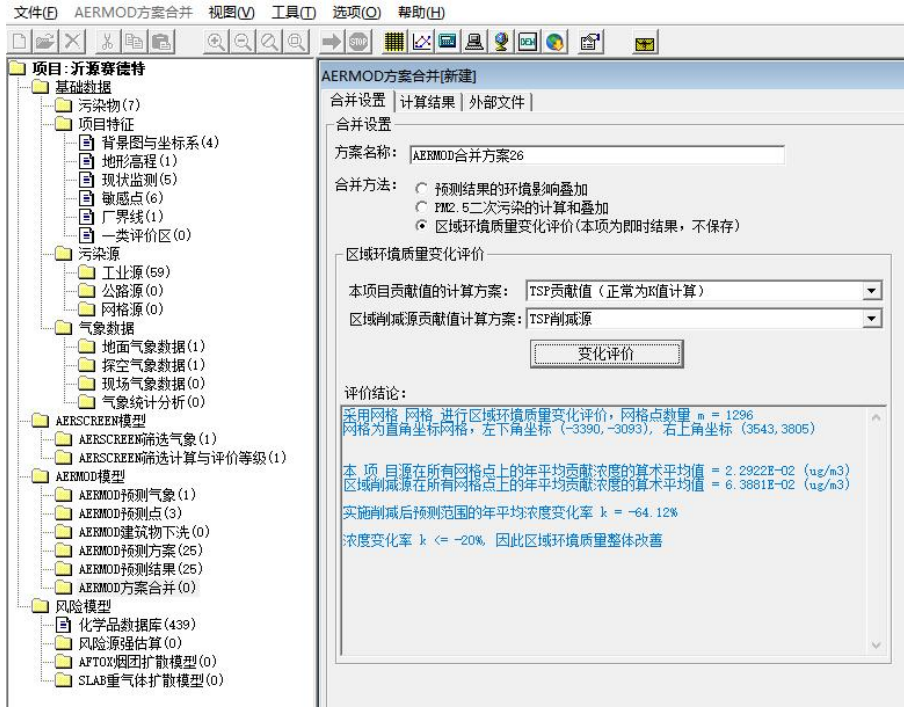 文件(F) AERMOD方案合并 视图(V) 工具(T) 选项(O) 帮助(H)
项目:沂源赛德特
基础数据
污染物(7)
项目特征
背景图与坐标系(4)
地形高程(1)
现状监测(5)
敏感点(6)
厂界线(1)
一类评价区(0)
污染源
工业源(59)
公路源(0)
网格源(0)
气象数据
地面气象数据(1)
探空气象数据(1)
现场气象数据(0)
气象统计分析(0)
AERSCREEN模型
AERSCREEN筛选气象(1)
AERSCREEN筛选计算与评价等级(1)
AERMOD模型
AERMOD预测气象(1)
AERMOD预测点(3)
AERMOD建筑物下洗(0)
AERMOD预测方案(25)
AERMOD预测结果(25)
AERMOD方案合并(0)
风险模型
化学品数据库(439)
风险源强估算(0)
AFTOX烟团扩散模型(0)
SLAB重气体扩散模型(0)
AERMOD方案合并[新建]
合并设置 计算结果 外部文件
合并设置
方案名称: AERMOD合并方案26
合并方法: 预测结果的环境影响叠加
PM2.5二次污染的计算和叠加
区域环境质量变化评价(本项为即时结果，不保存)
区域环境质量变化评价
本项目贡献值的计算方案: TSP贡献值（正常为K值计算）
区域削减源贡献值计算方案: TSP削减源
变化评价
评价结论:
采用网格 网格 进行区域环境质量变化评价，网格点数量 m = 1296
网格为直角坐标网格，左下角坐标 (-3390,-3093), 右上角坐标 (3543,3805)
本 项 目源在所有网格点上的年平均贡献浓度的算术平均值 = 2.2922E-02 (ug/m3)
区域削减源在所有网格点上的年平均贡献浓度的算术平均值 = 6.3881E-02 (ug/m3)
实施削减后预测范围的年平均浓度变化率 k = -64.12%
浓度变化率 k <= -20%, 因此区域环境质量整体改善